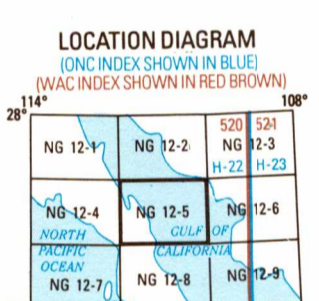 LOCATION DIAGRAM
(ONC INDEX SHOWN IN BLUE)
(WAC INDEX SHOWN IN RED BROWN)
114° 108°
28°
520 521
NG 12-1 NG 12-2 NG 12-3
H-22 H-23
NG 12-4 NG 12-5 NG 12-6
NORTH GULF OF
PACIFIC CALIFORNIA
OCEAN
NG 12-7 NG 12-8 NG 12-9